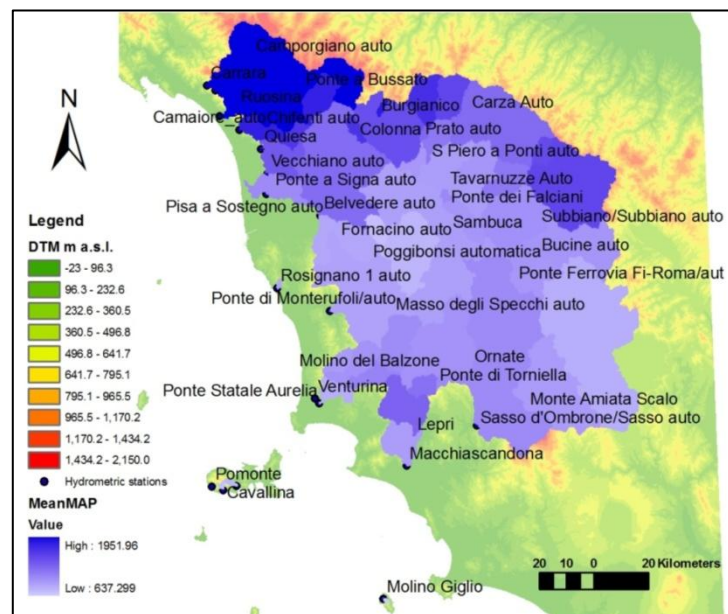 Camporgiano auto
Carrara
Ponte a Bussato
Ruosina
Burgianico
Carza Auto
Camaiore_auto
Chifenti auto
Colonna
Prato auto
Quiesa
S Piero a Ponti auto
Vecchiano auto
Tavarnuzze Auto
Ponte a Signa auto
Ponte dei Falciani
Pisa a Sostegno auto
Belvedere auto
Subbiano/Subbiano auto
Fornacino auto
Sambuca
Poggibonsi automatica
Bucine auto
Rosignano 1 auto
Ponte Ferrovia Fi-Roma/aut
Ponte di Monterufoli/auto
Masso degli Specchi auto
Molino del Balzone
Ornate
Ponte di Torniella
Ponte Statale Aurelia
Venturina
Monte Amiata Scalo
Lepri
Sasso d'Ombrone/Sasso auto
Macchiascandona
Pomonte
Cavallina
Molino Giglio
N
Legend
DTM m a.s.l.
-23 - 96.3
96.3 - 232.6
232.6 - 360.5
360.5 - 496.8
496.8 - 641.7
641.7 - 795.1
795.1 - 965.5
965.5 - 1,170.2
1,170.2 - 1,434.2
1,434.2 - 2,150.0
Hydrometric stations
MeanMAP
Value
High : 1951.96
Low : 637.299
20 10 0 20 Kilometers